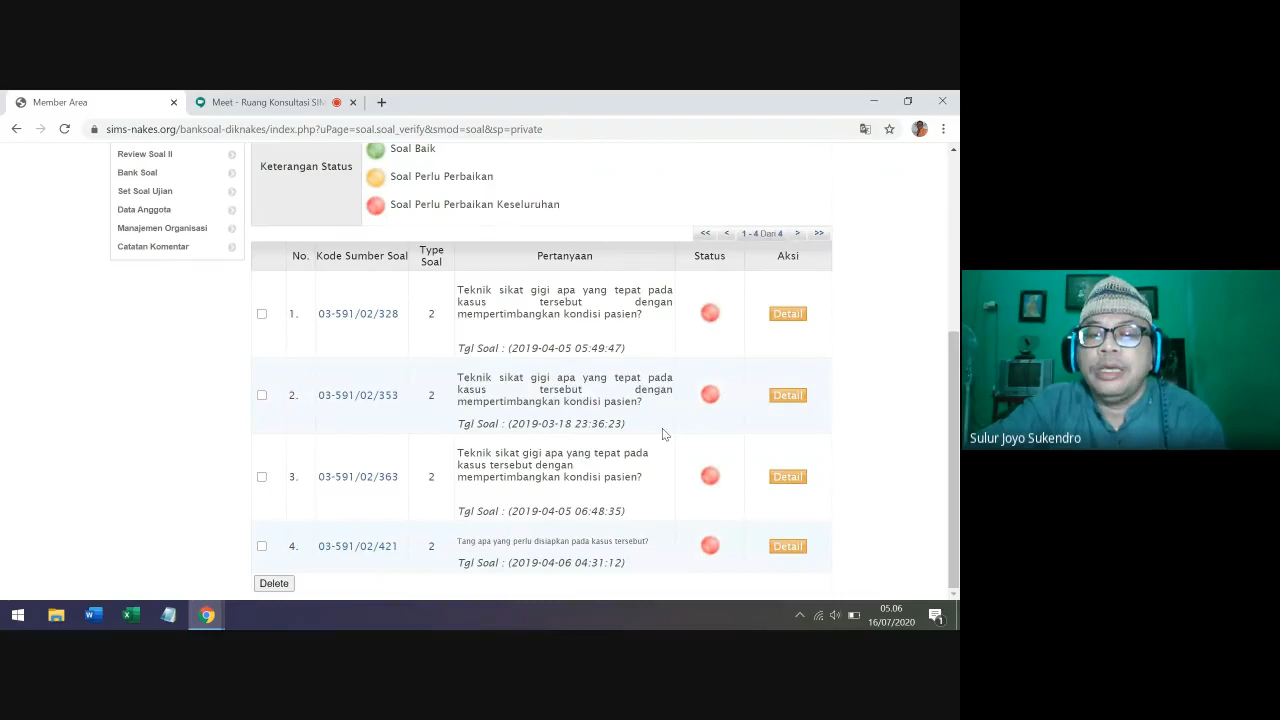 Member Area
Meet - Ruang Konsultasi SIM
sims-nakes.org/banksoal-diknakes/index.php?uPage=soal.soal_verify&smod=soal&sp=private
Review Soal II
Bank Soal
Set Soal Ujian
Data Anggota
Manajemen Organisasi
Catatan Komentar
Keterangan Status
Soal Baik
Soal Perlu Perbaikan
Soal Perlu Perbaikan Keseluruhan
<< < 1 - 4 Dari 4 > >>
No. Kode Sumber Soal Type Soal Pertanyaan Status Aksi
1. 03-591/02/328 2
Teknik sikat gigi apa yang tepat pada
kasus tersebut dengan
mempertimbangkan kondisi pasien?
Tgl Soal : (2019-04-05 05:49:47)
Detail
2. 03-591/02/353 2
Teknik sikat gigi apa yang tepat pada
kasus tersebut dengan
mempertimbangkan kondisi pasien?
Tgl Soal : (2019-03-18 23:36:23)
Detail
3. 03-591/02/363 2
Teknik sikat gigi apa yang tepat pada
kasus tersebut dengan
mempertimbangkan kondisi pasien?
Tgl Soal : (2019-04-05 06:48:35)
Detail
4. 03-591/02/421 2
Tang apa yang perlu disiapkan pada kasus tersebut?
Tgl Soal : (2019-04-06 04:31:12)
Detail
Delete
05.06
16/07/2020
1
Sulur Joyo Sukendro